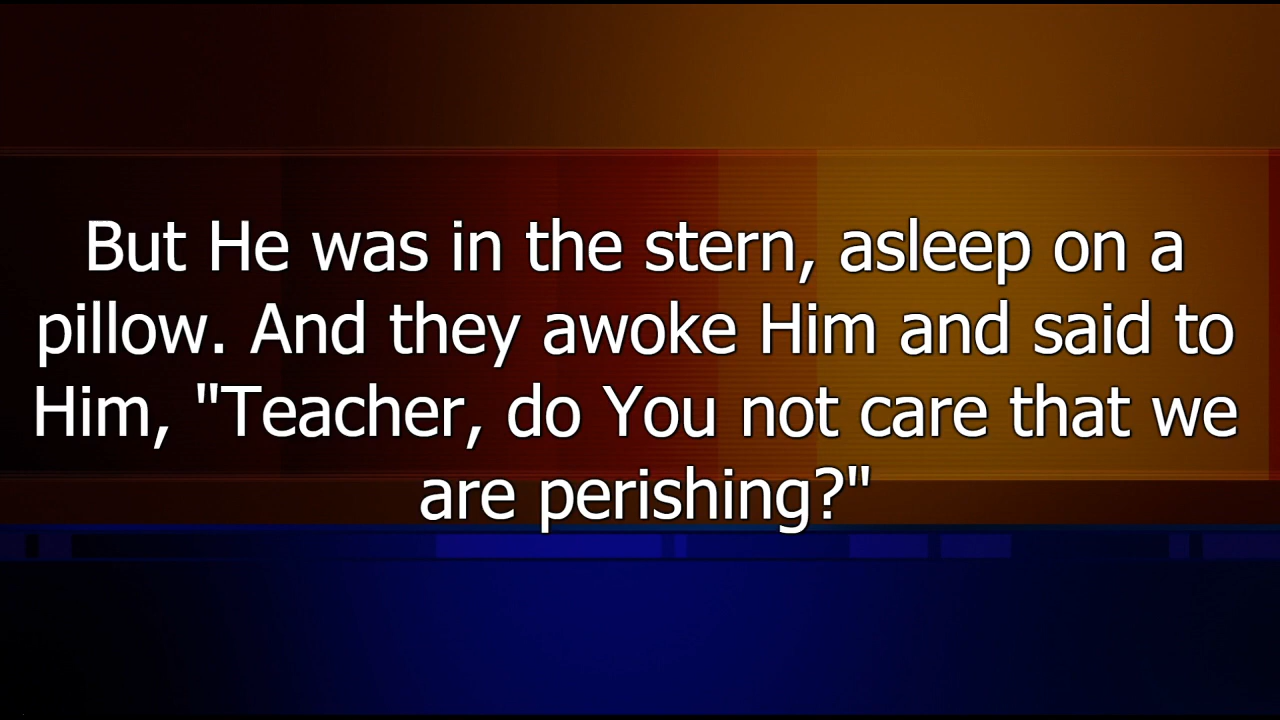 But He was in the stern, asleep on a
pillow. And they awoke Him and said to
Him, "Teacher, do You not care that we
are perishing?"